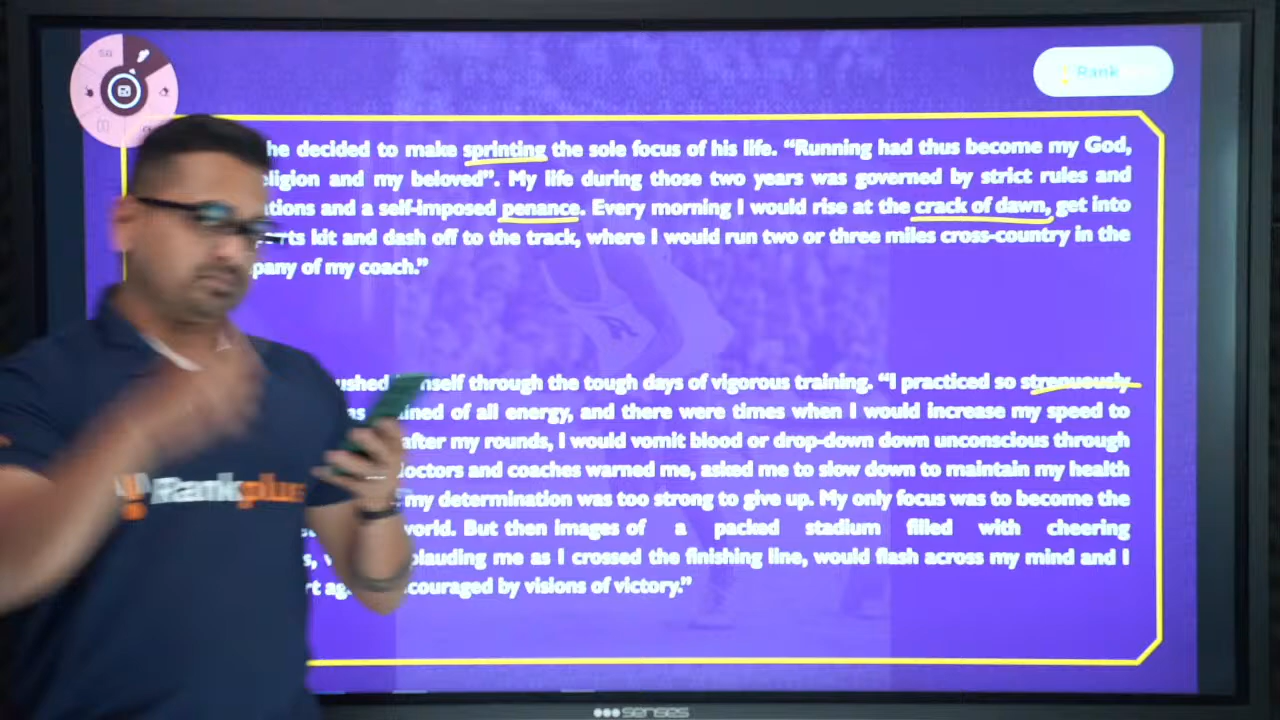 Rank
he decided to make sprinting the sole focus of his life. “Running had thus become my God,
eligion and my beloved”. My life during those two years was governed by strict rules and
tions and a self-imposed penance. Every morning I would rise at the crack of dawn, get into
rts kit and dash off to the track, where I would run two or three miles cross-country in the
pany of my coach.”
ushed self through the tough days of vigorous training. “I practiced so strenuously
ined of all energy, and there were times when I would increase my speed to
after my rounds, I would vomit blood or drop-down down unconscious through
octors and coaches warned me, asked me to slow down to maintain my health
my determination was too strong to give up. My only focus was to become the
world. But then images of a packed stadium filled with cheering
plauding me as I crossed the finishing line, would flash across my mind and I
rt ag couraged by visions of victory.”
Rankplus
senses